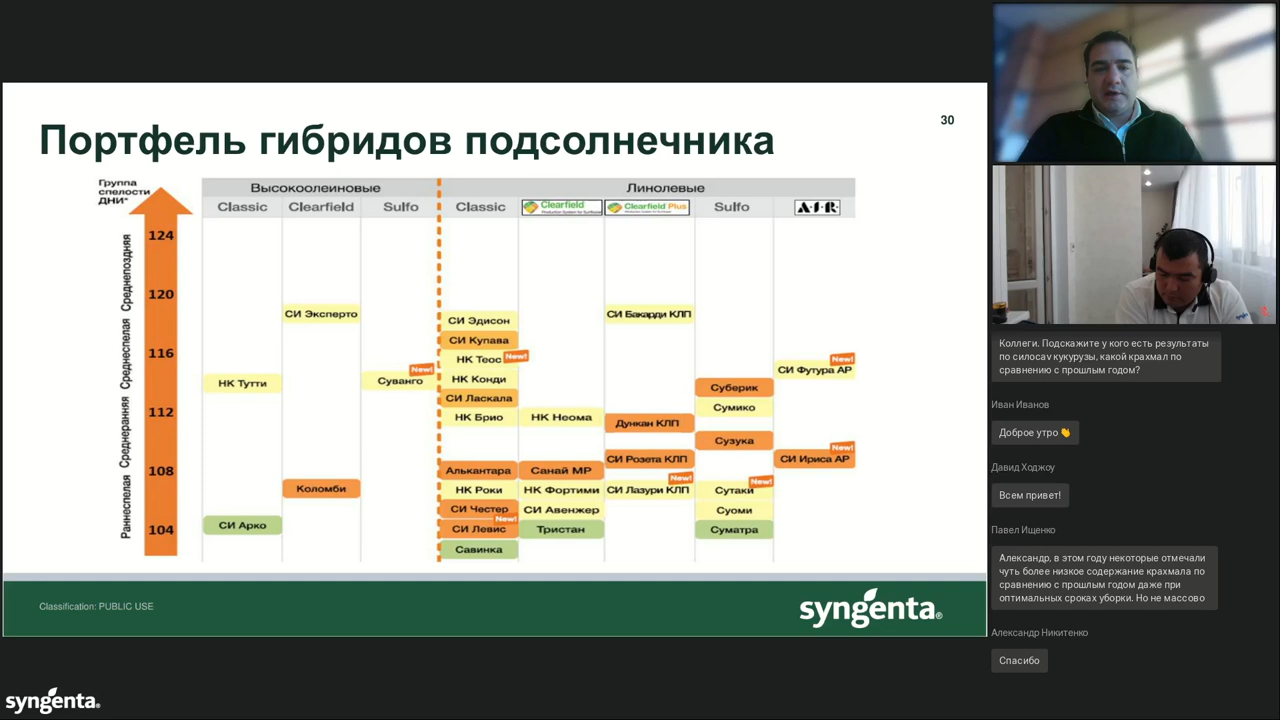 Портфель гибридов подсолнечника
30
Группа
спелости
ДНИ*
Высокоолеиновые
Линолевые
Classic
Clearfield
Sulfo
Classic
Clearfield
Production System for Sunflower
Clearfield Plus
Sulfo
A·I·R
124
120
116
112
108
104
Среднепоздняя
Среднеспелая
Среднеранняя
Раннеспелая
СИ Эксперто
СИ Бакарди КЛП
СИ Эдисон
СИ Купава
НК Теос New!
New!
СИ Футура АР
New!
Суванго
НК Тутти
НК Конди
Суберик
СИ Ласкала
Сумико
НК Брио
НК Неома
Дункан КЛП
Сузука
New!
СИ Розета КЛП
СИ Ириса АР
Алькантара
Санай МР
New!
New!
Коломби
НК Роки
НК Фортими
СИ Лазури КЛП
Сутаки
СИ Честер
СИ Авенжер
Суоми
New!
СИ Арко
СИ Левис
Тристан
Суматра
Савинка
Classification: PUBLIC USE
syngenta®
syngenta.
Коллеги. Подскажите у кого есть результаты
по силосав кукурузы, какой крахмал по
сравнению с прошлым годом?
Иван Иванов
Доброе утро 👏
Давид Ходжоу
Всем привет!
Павел Ищенко
Александр, в этом году некоторые отмечали
чуть более низкое содержание крахмала по
сравнению с прошлым годом даже при
оптимальных сроках уборки. Но не массово
Александр Никитенко
Спасибо